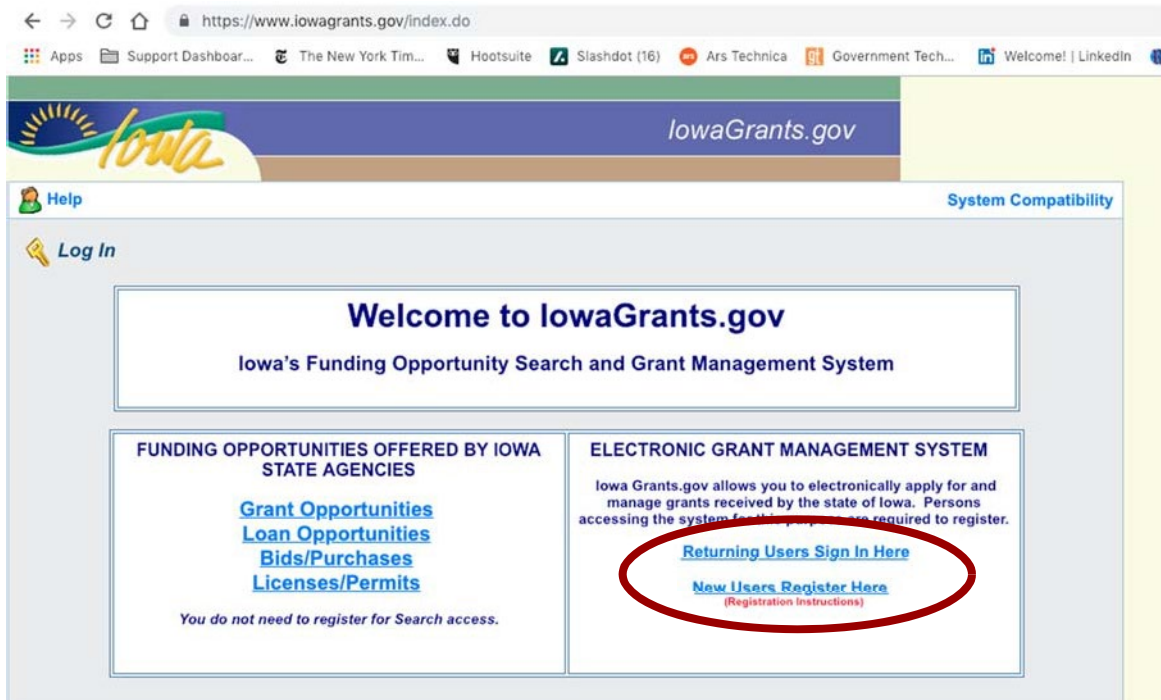 https://www.iowagrants.gov/index.do
Apps Support Dashboar... The New York Tim... Hootsuite Slashdot (16) Ars Technica Government Tech... Welcome! | LinkedIn
Iowa
IowaGrants.gov
Help System Compatibility
Log In
Welcome to IowaGrants.gov
Iowa's Funding Opportunity Search and Grant Management System
FUNDING OPPORTUNITIES OFFERED BY IOWA
STATE AGENCIES
Grant Opportunities
Loan Opportunities
Bids/Purchases
Licenses/Permits
You do not need to register for Search access.
ELECTRONIC GRANT MANAGEMENT SYSTEM
Iowa Grants.gov allows you to electronically apply for and
manage grants received by the state of Iowa. Persons
accessing the system for this purpose are required to register.
Returning Users Sign In Here
New Users Register Here
(Registration Instructions)